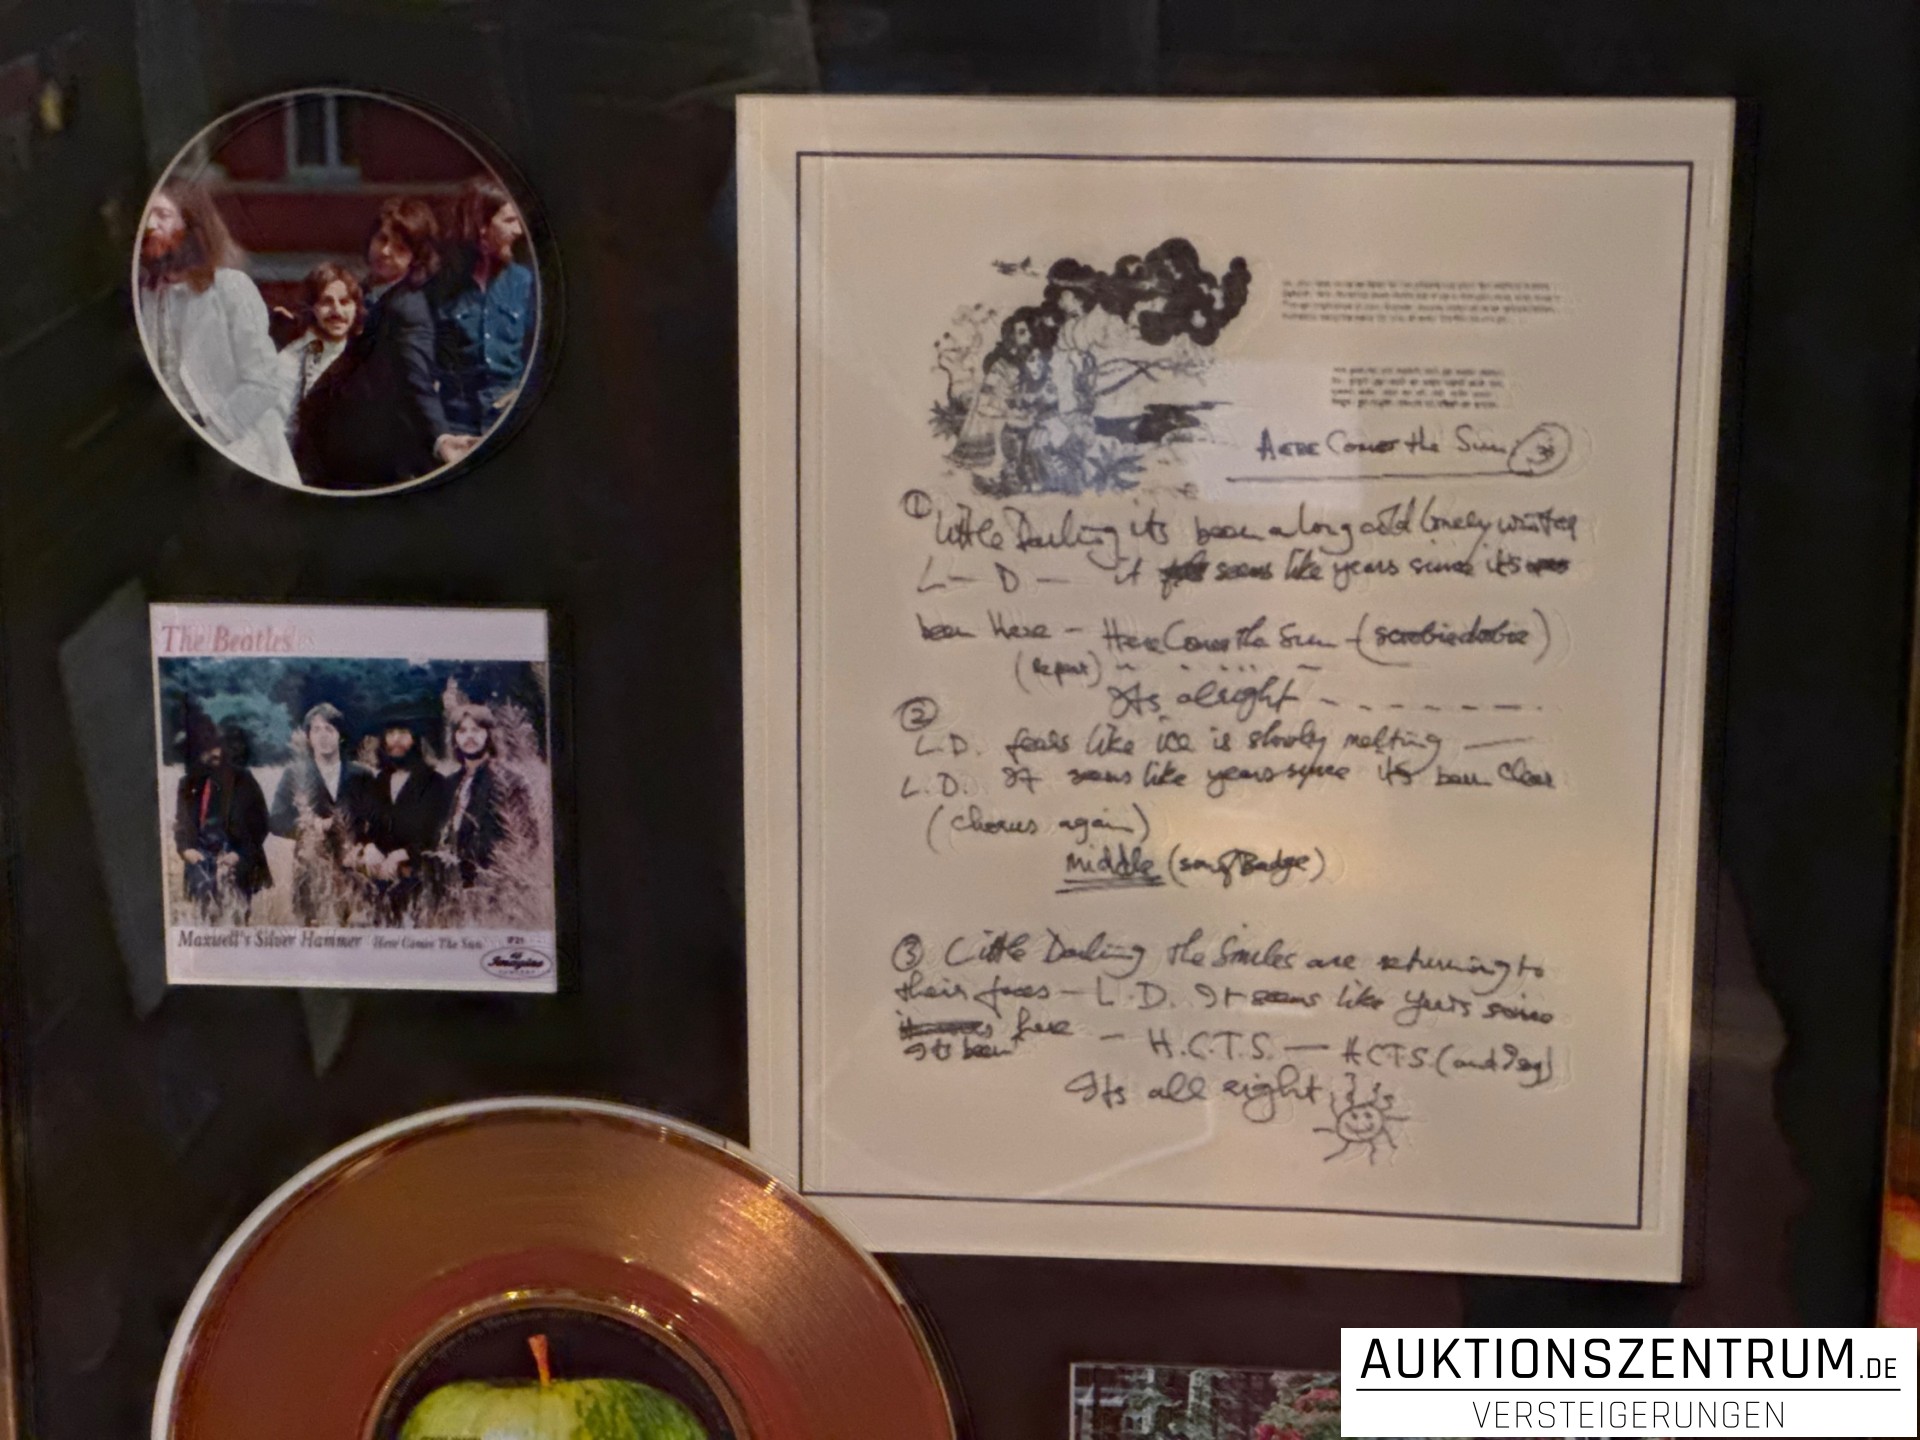 The Beatles
Maxwell's Silver Hammer Here Comes The Sun
Imagine
HERE Comes the Sun
① Little Darling its been a long cold lonely winter
L — D — it seems like years since its
been Here – Here Comes the Sun – (scoobiedobie)
(Repeat)
Its alright
②
L.D. feels like ice is slowly melting
L.D. It seems like years since its been Clear
(chorus again)
Middle (song Badge)
③ Little Darling the Smiles are returning to
their faces – L.D. It seems like years since
here – H.C.T.S. – H.C.T.S (and I say)
Its been
Its all right
AUKTIONSZENTRUM.DE
VERSTEIGERUNGEN